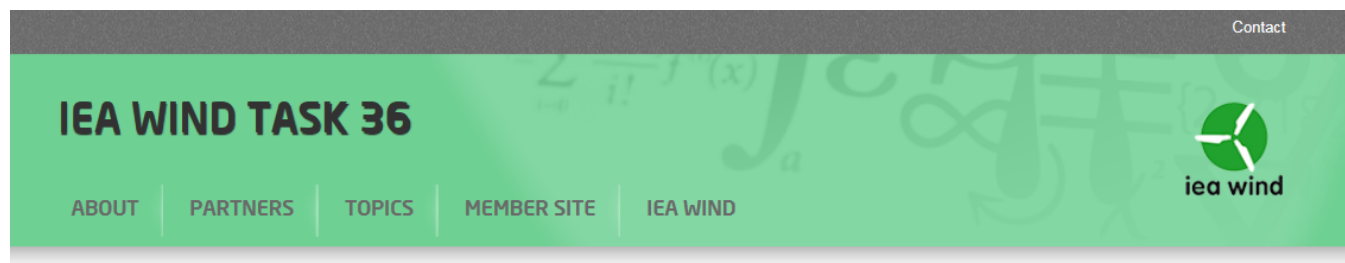 Contact
IEA WIND TASK 36
iea wind
ABOUT PARTNERS TOPICS MEMBER SITE IEA WIND